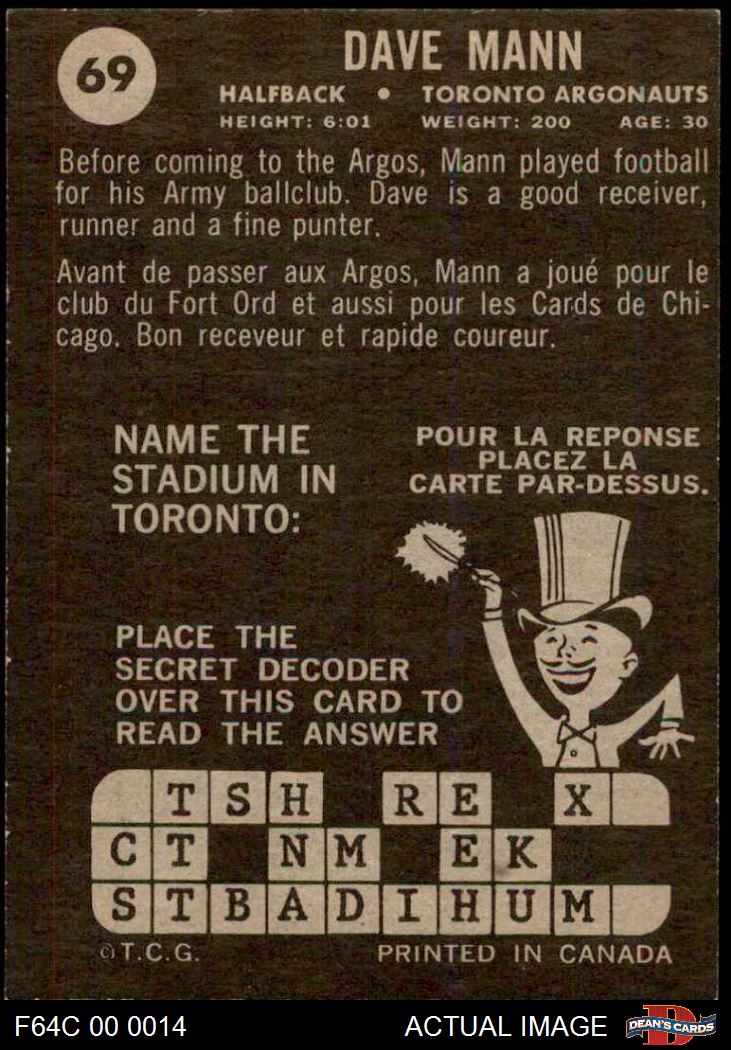 69
DAVE MANN
HALFBACK • TORONTO ARGONAUTS
HEIGHT: 6:01 WEIGHT: 200 AGE: 30
Before coming to the Argos, Mann played football
for his Army ballclub. Dave is a good receiver,
runner and a fine punter.
Avant de passer aux Argos, Mann a joué pour le
club du Fort Ord et aussi pour les Cards de Chi-
cago. Bon receveur et rapide coureur.
NAME THE
STADIUM IN
TORONTO:
POUR LA REPONSE
PLACEZ LA
CARTE PAR-DESSUS.
PLACE THE
SECRET DECODER
OVER THIS CARD TO
READ THE ANSWER
T S H R E X
C T N M E K
S T B A D I H U M
© T.C.G. PRINTED IN CANADA
F64C 00 0014 ACTUAL IMAGE
D
DEAN'S CARDS